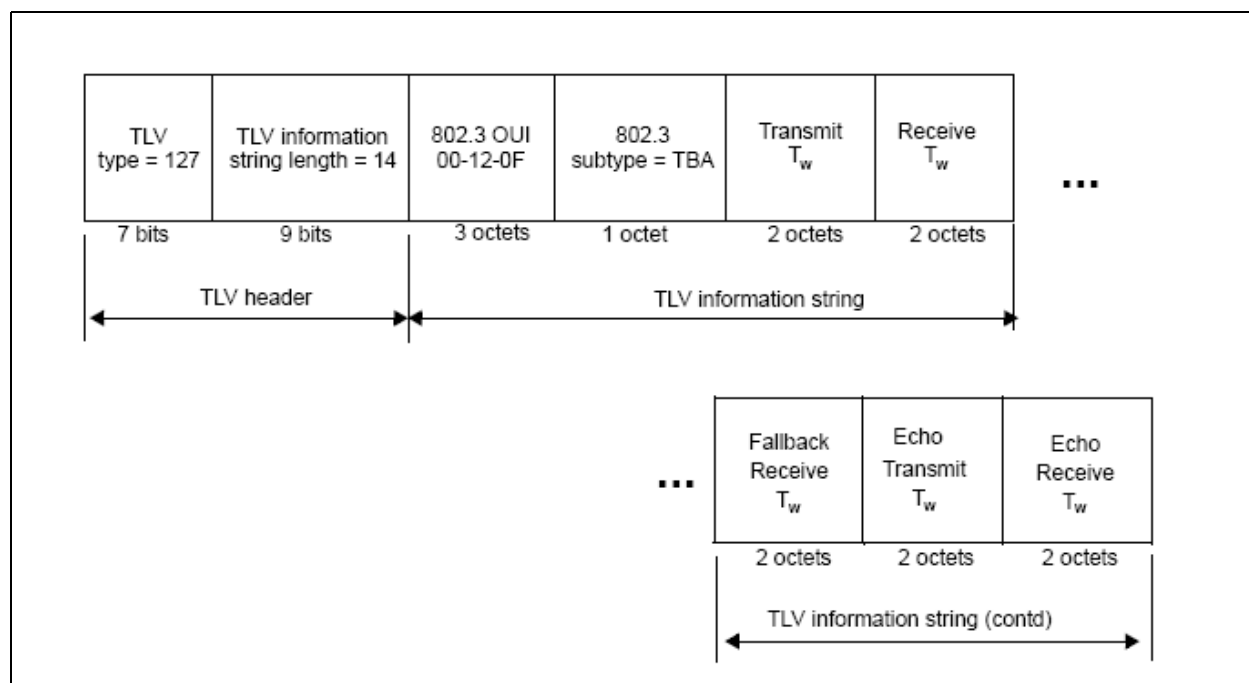 TLV
type = 127
TLV information
string length = 14
802.3 OUI
00-12-0F
802.3
subtype = TBA
Transmit
Tw
Receive
Tw
...
7 bits
9 bits
3 octets
1 octet
2 octets
2 octets
TLV header
TLV information string
...
Fallback
Receive
Tw
Echo
Transmit
Tw
Echo
Receive
Tw
2 octets
2 octets
2 octets
TLV information string (contd)